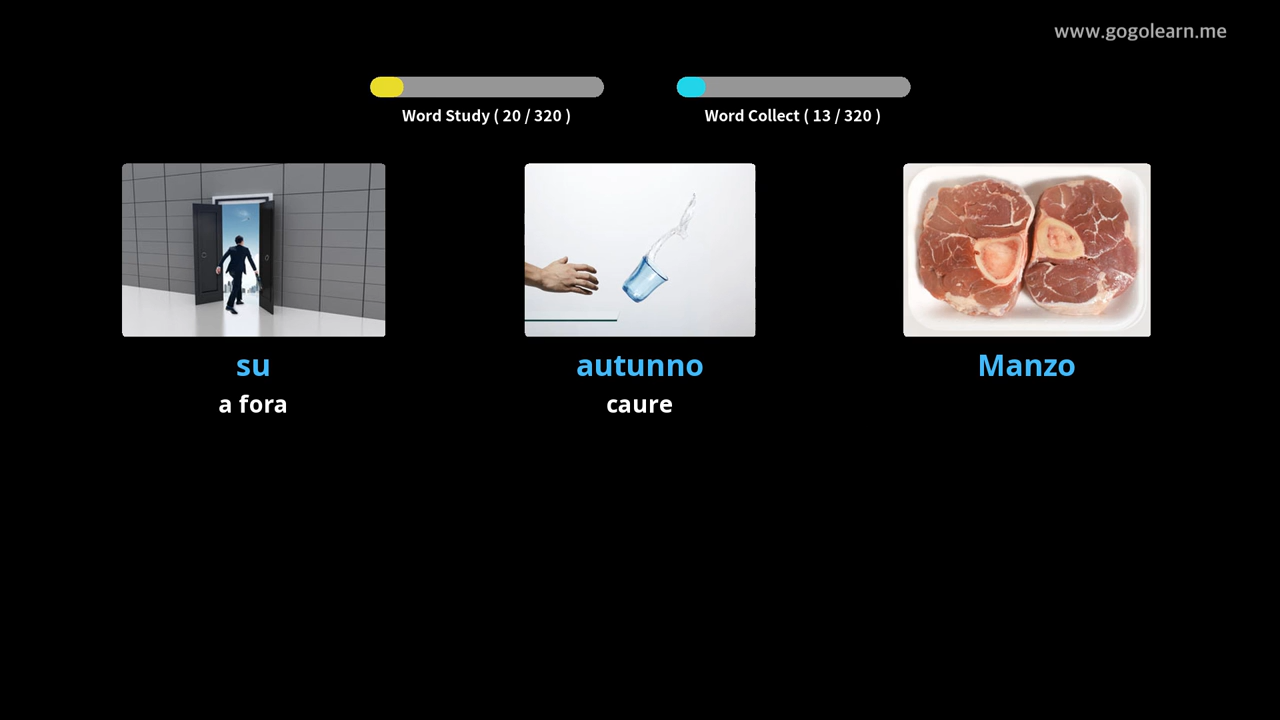 www.gogolearn.me
Word Study ( 20 / 320 )
Word Collect ( 13 / 320 )
su
a fora
autunno
caure
Manzo